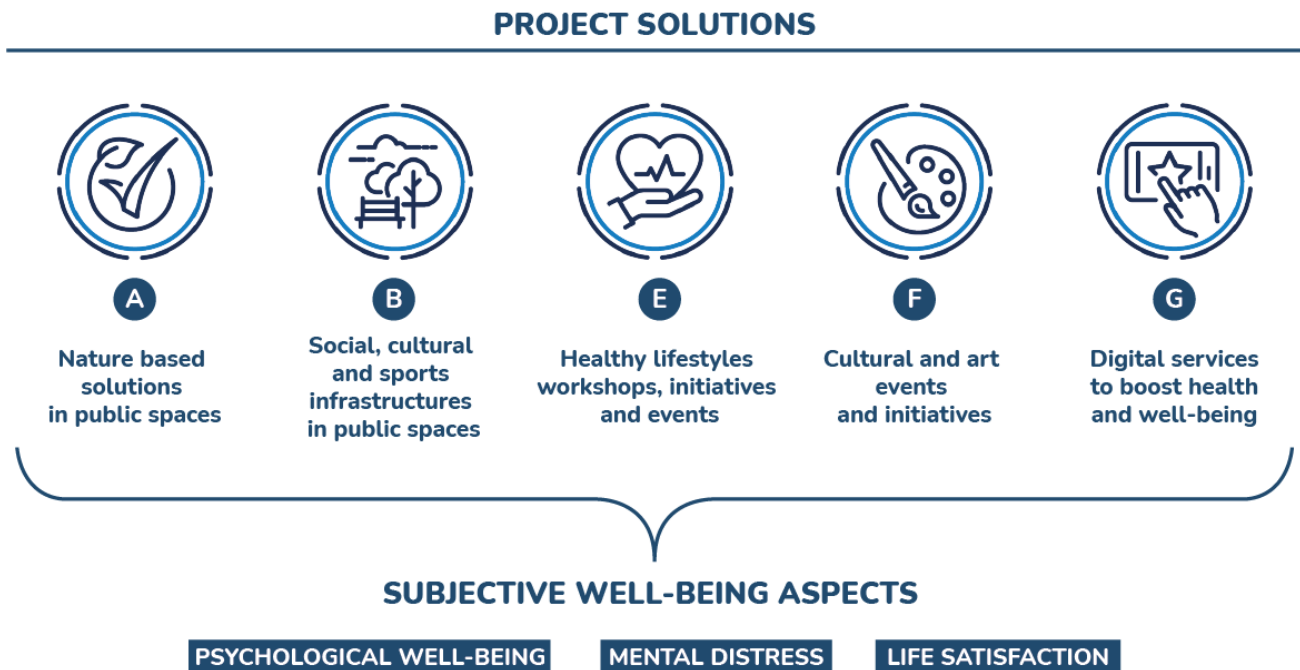 PROJECT SOLUTIONS
A
Nature based
solutions
in public spaces
B
Social, cultural
and sports
infrastructures
in public spaces
E
Healthy lifestyles
workshops, initiatives
and events
F
Cultural and art
events
and initiatives
G
Digital services
to boost health
and well-being
SUBJECTIVE WELL-BEING ASPECTS
PSYCHOLOGICAL WELL-BEING
MENTAL DISTRESS
LIFE SATISFACTION